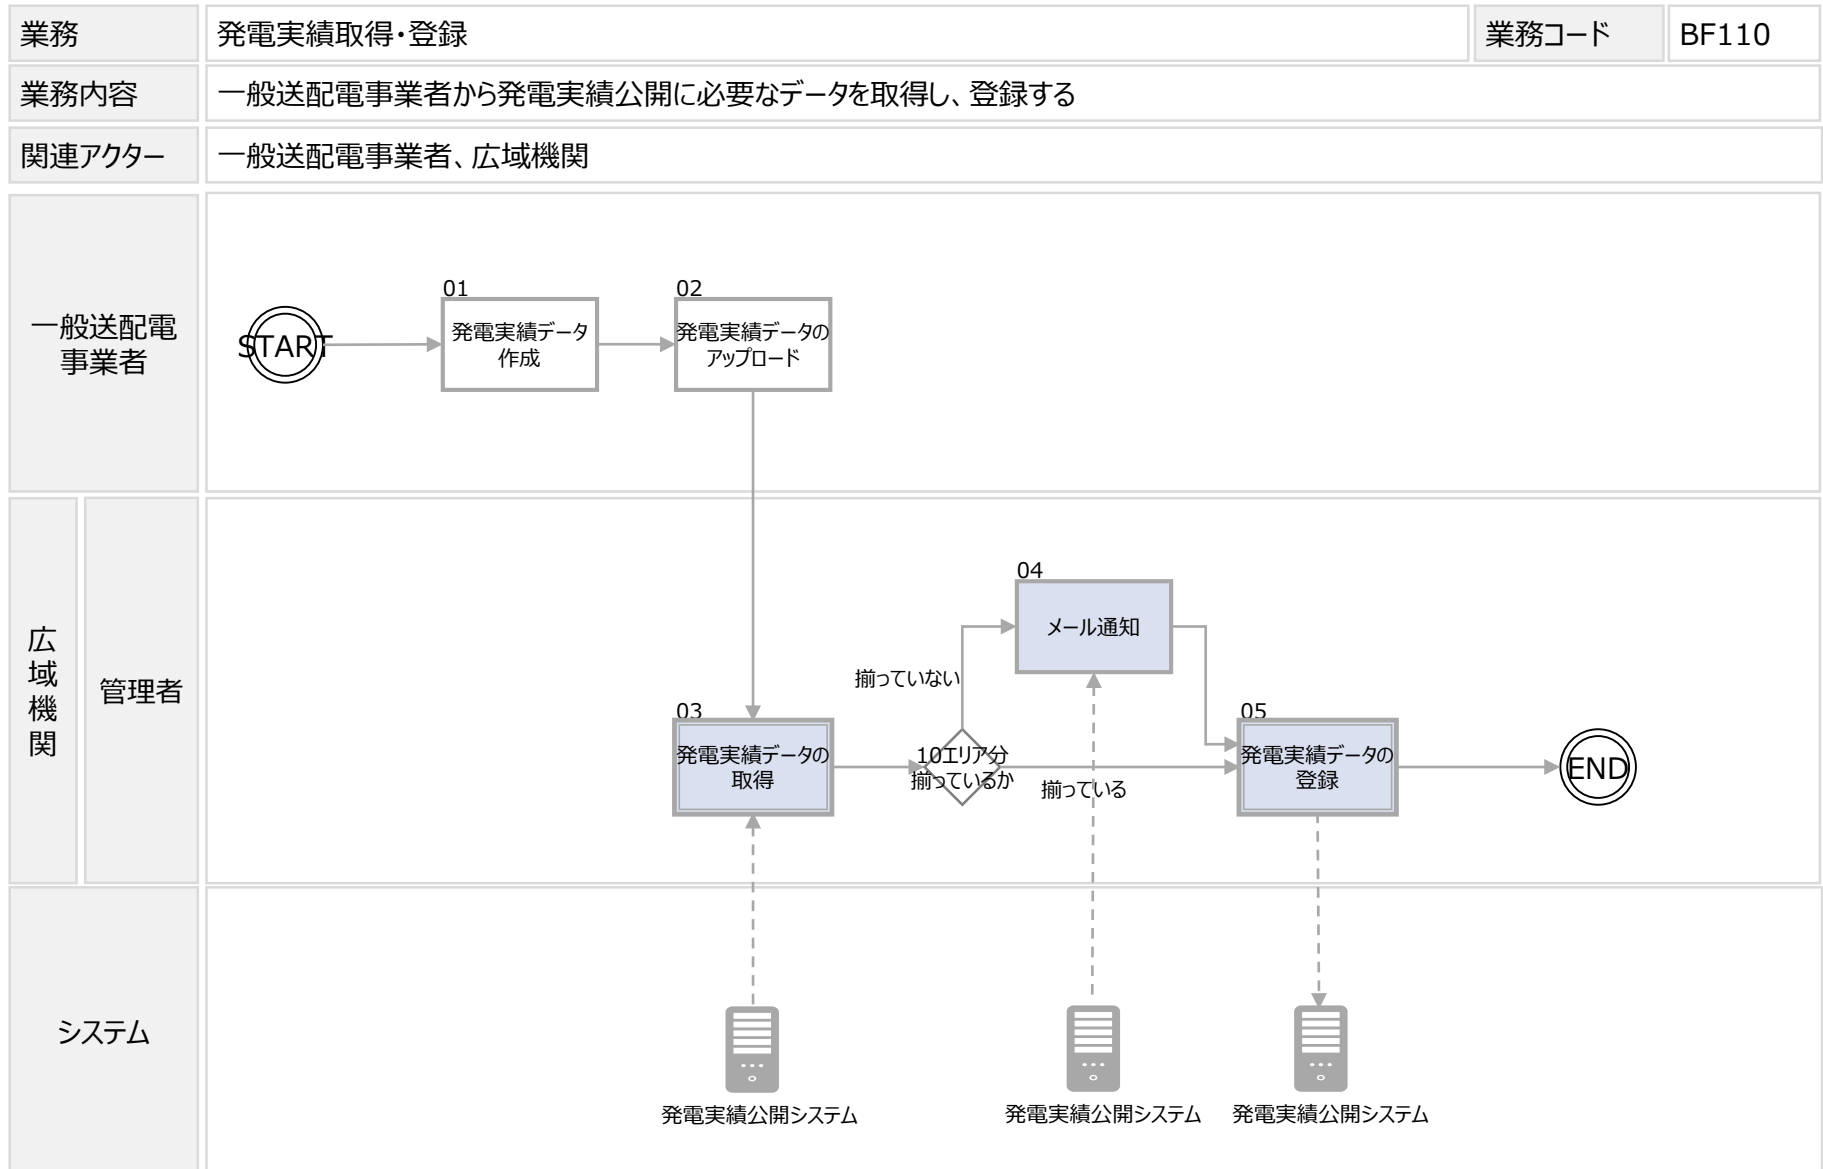 業務
発電実績取得・登録
業務コード
BF110
業務内容
一般送配電事業者から発電実績公開に必要なデータを取得し、登録する
関連アクター
一般送配電事業者、広域機関
一般送配電
事業者
START
01
発電実績データ
作成
02
発電実績データの
アップロード
広
域
機
関
管理者
03
発電実績データの
取得
10エリア分
揃っているか
揃っていない
揃っている
04
メール通知
05
発電実績データの
登録
END
システム
発電実績公開システム
発電実績公開システム
発電実績公開システム